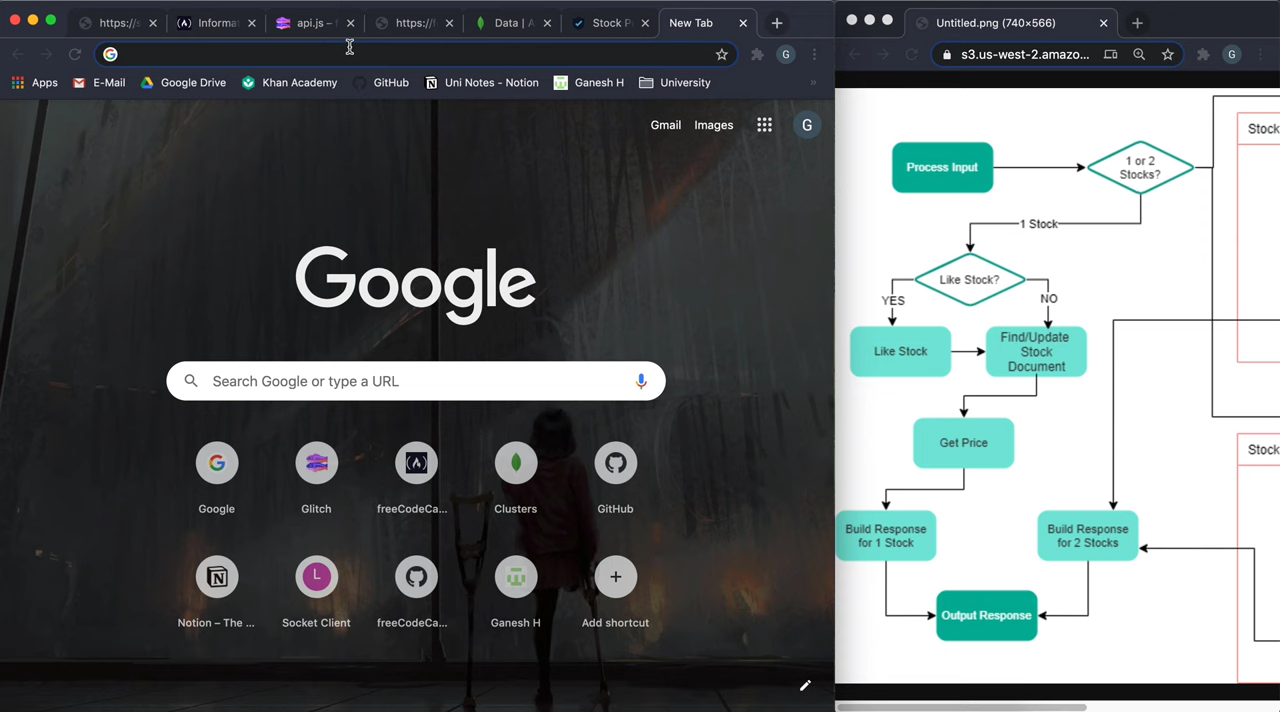 https://s
Informat
api.js – f
https://f
Data | A
Stock P
New Tab
G
Apps
E-Mail
Google Drive
Khan Academy
GitHub
Uni Notes - Notion
Ganesh H
University
»
Gmail
Images
G
Google
Search Google or type a URL
Google
Glitch
freeCodeCa...
Clusters
GitHub
Notion – The ...
L
Socket Client
freeCodeCa...
Ganesh H
Add shortcut
Untitled.png (740×566)
s3.us-west-2.amazo...
G
Process Input
1 or 2
Stocks?
Stock
1 Stock
Like Stock?
YES
NO
Like Stock
Find/Update
Stock
Document
Get Price
Stock
Build Response
for 1 Stock
Build Response
for 2 Stocks
Output Response